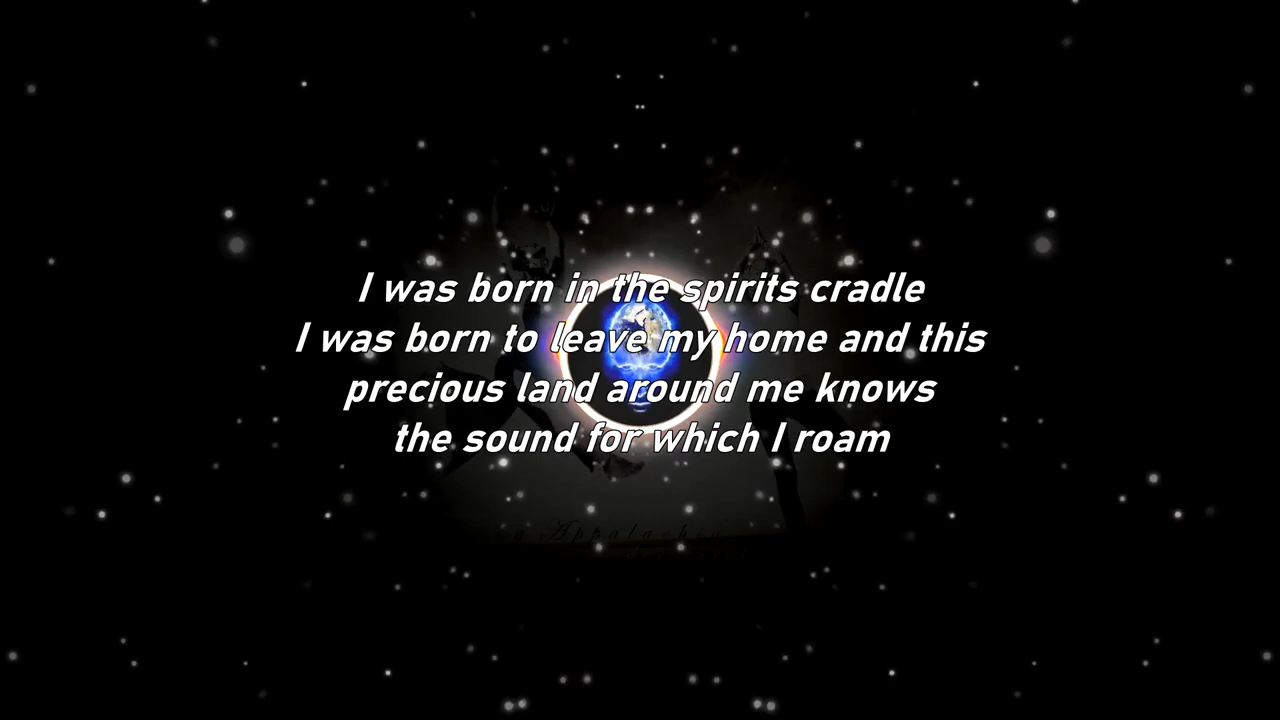 I was born in the spirits cradle
I was born to leave my home and this
precious land around me knows
the sound for which I roam